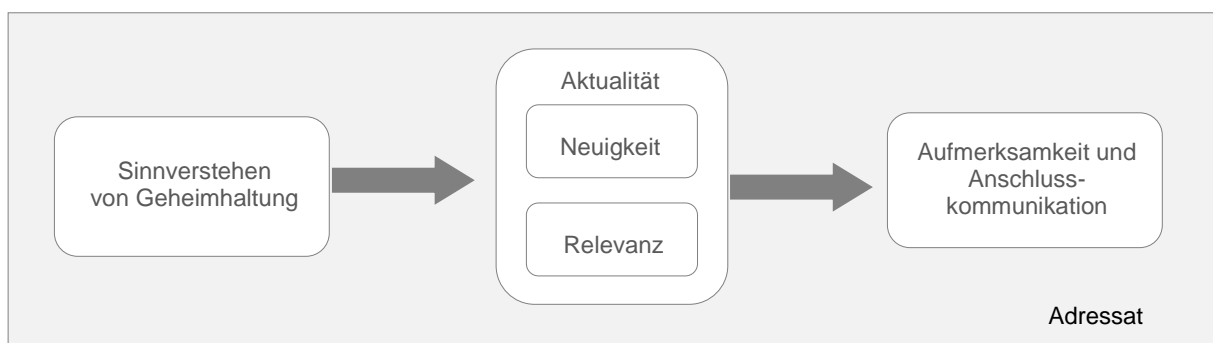 Sinnverstehen
von Geheimhaltung
Aktualität
Neuigkeit
Relevanz
Aufmerksamkeit und
Anschluss-
kommunikation
Adressat